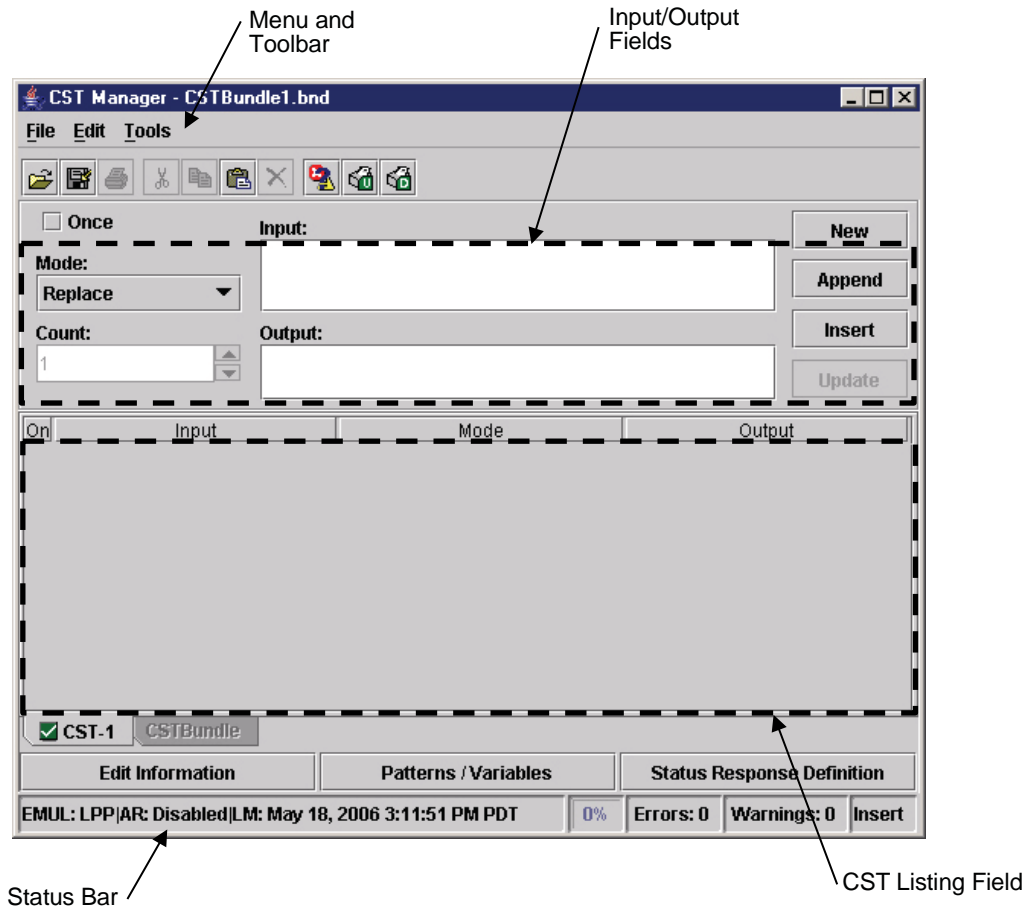 Menu and
Toolbar
Input/Output
Fields
CST Manager - CSTBundle1.bnd
File Edit Tools
U D
Once
Input:
New
Mode:
Replace
Append
Count:
Output:
Insert
1
Update
On Input Mode Output
CST-1 CSTBundle
Edit Information Patterns / Variables Status Response Definition
EMUL: LPP|AR: Disabled|LM: May 18, 2006 3:11:51 PM PDT 0% Errors: 0 Warnings: 0 Insert
Status Bar
CST Listing Field